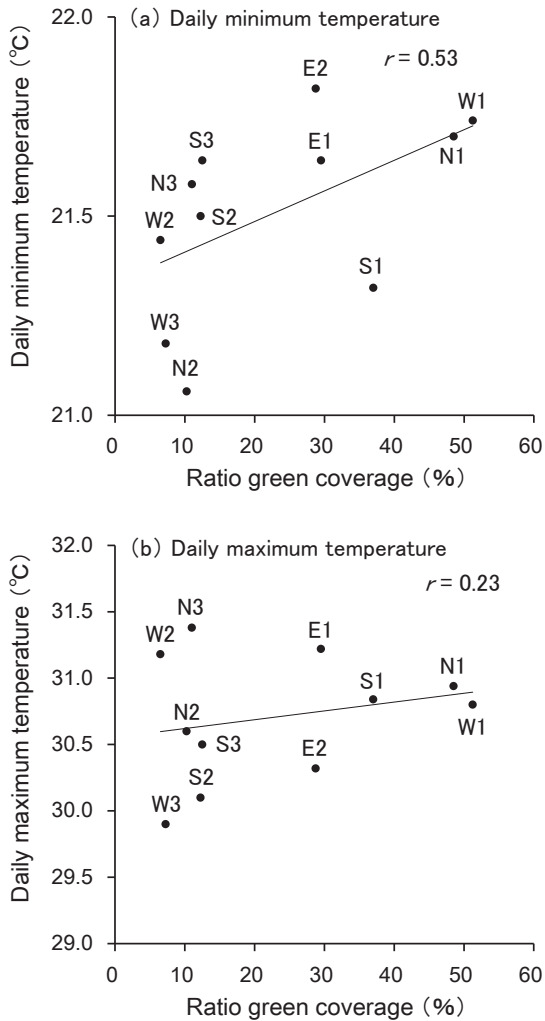 (a) Daily minimum temperature
r = 0.53
Daily minimum temperature (℃)
22.0
21.5
21.0
E2
W1
S3
E1
N1
N3
S2
W2
S1
W3
N2
0 10 20 30 40 50 60
Ratio green coverage (%)
(b) Daily maximum temperature
r = 0.23
Daily maximum temperature (℃)
32.0
31.5
31.0
30.5
30.0
29.5
29.0
N3
W2
E1
N1
S1
N2
W1
S3
E2
S2
W3
0 10 20 30 40 50 60
Ratio green coverage (%)